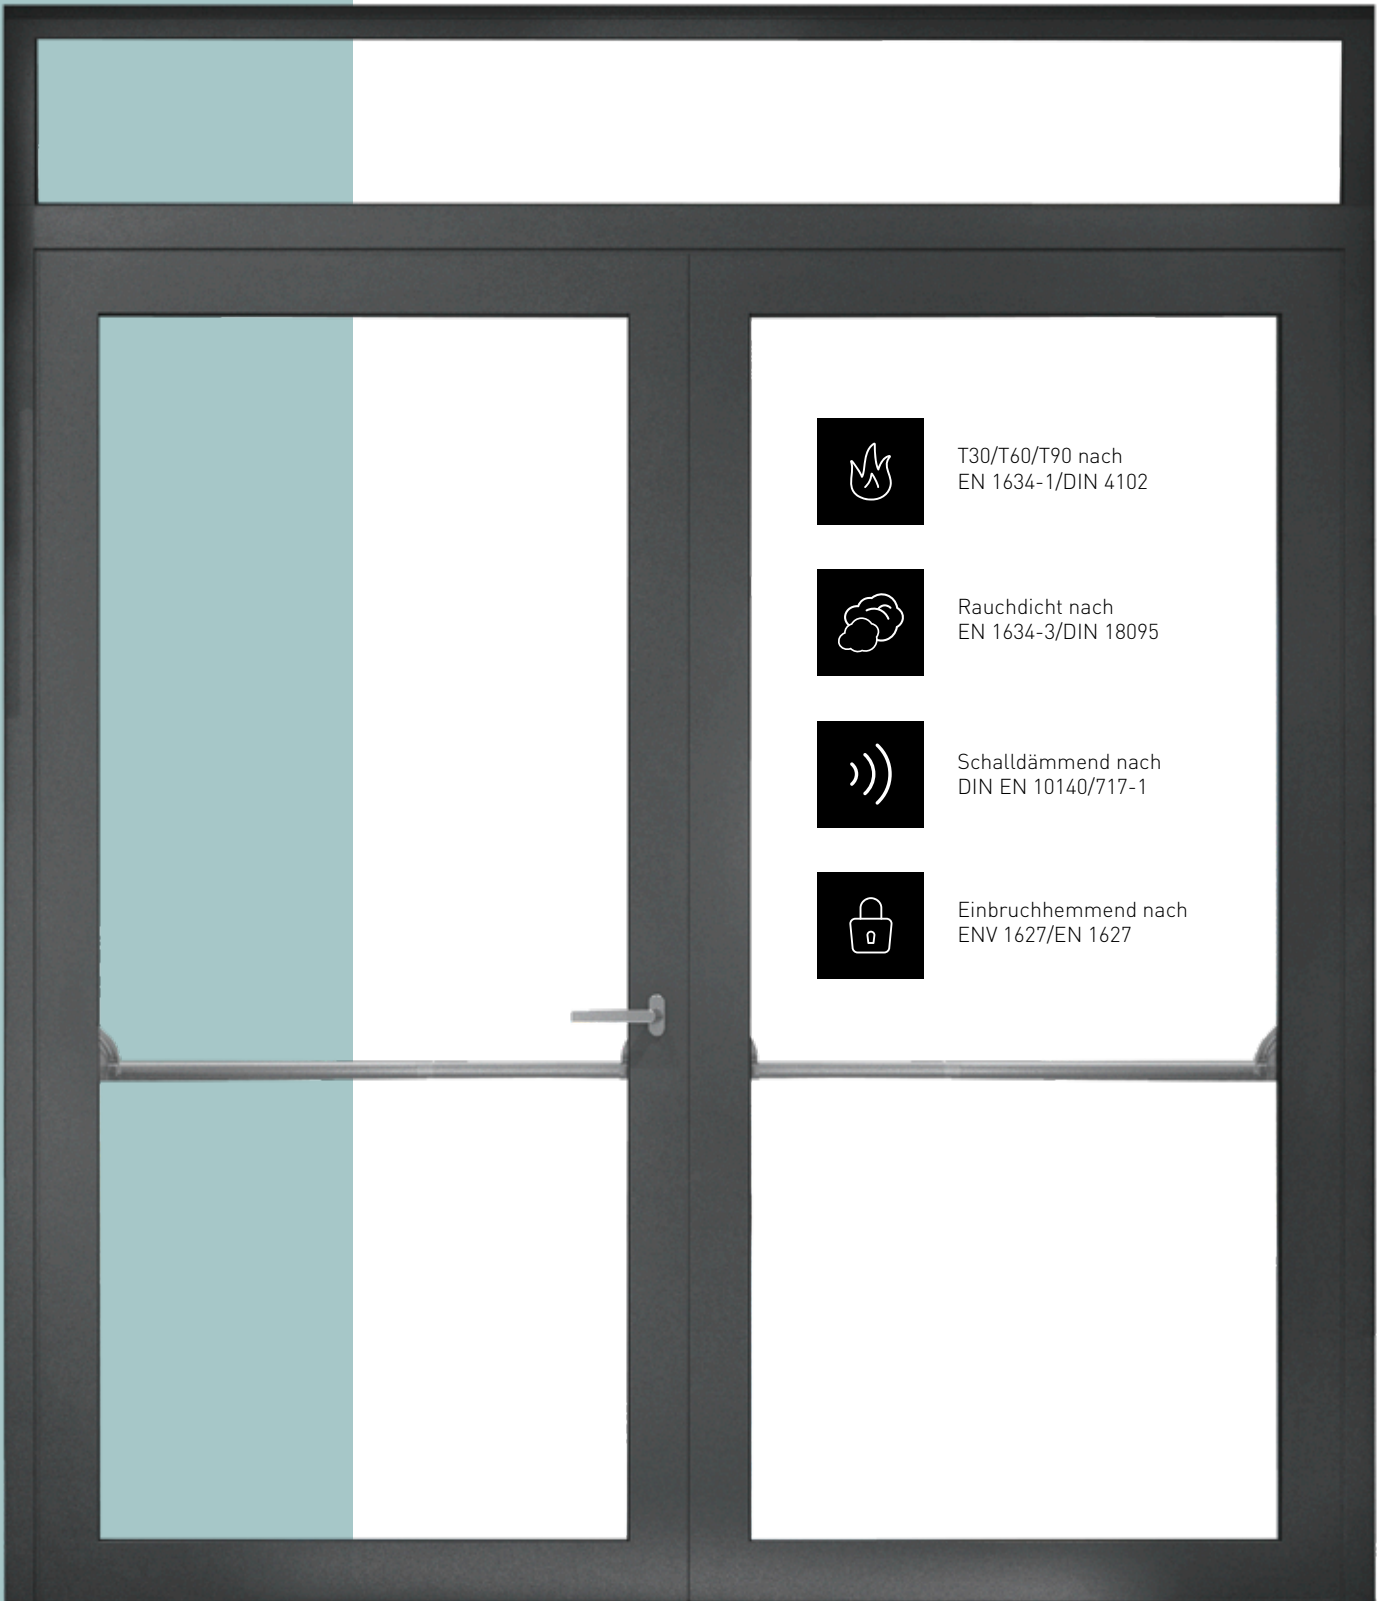 T30/T60/T90 nach
EN 1634-1/DIN 4102
Rauchdicht nach
EN 1634-3/DIN 18095
Schalldämmend nach
DIN EN 10140/717-1
Einbruchhemmend nach
ENV 1627/EN 1627